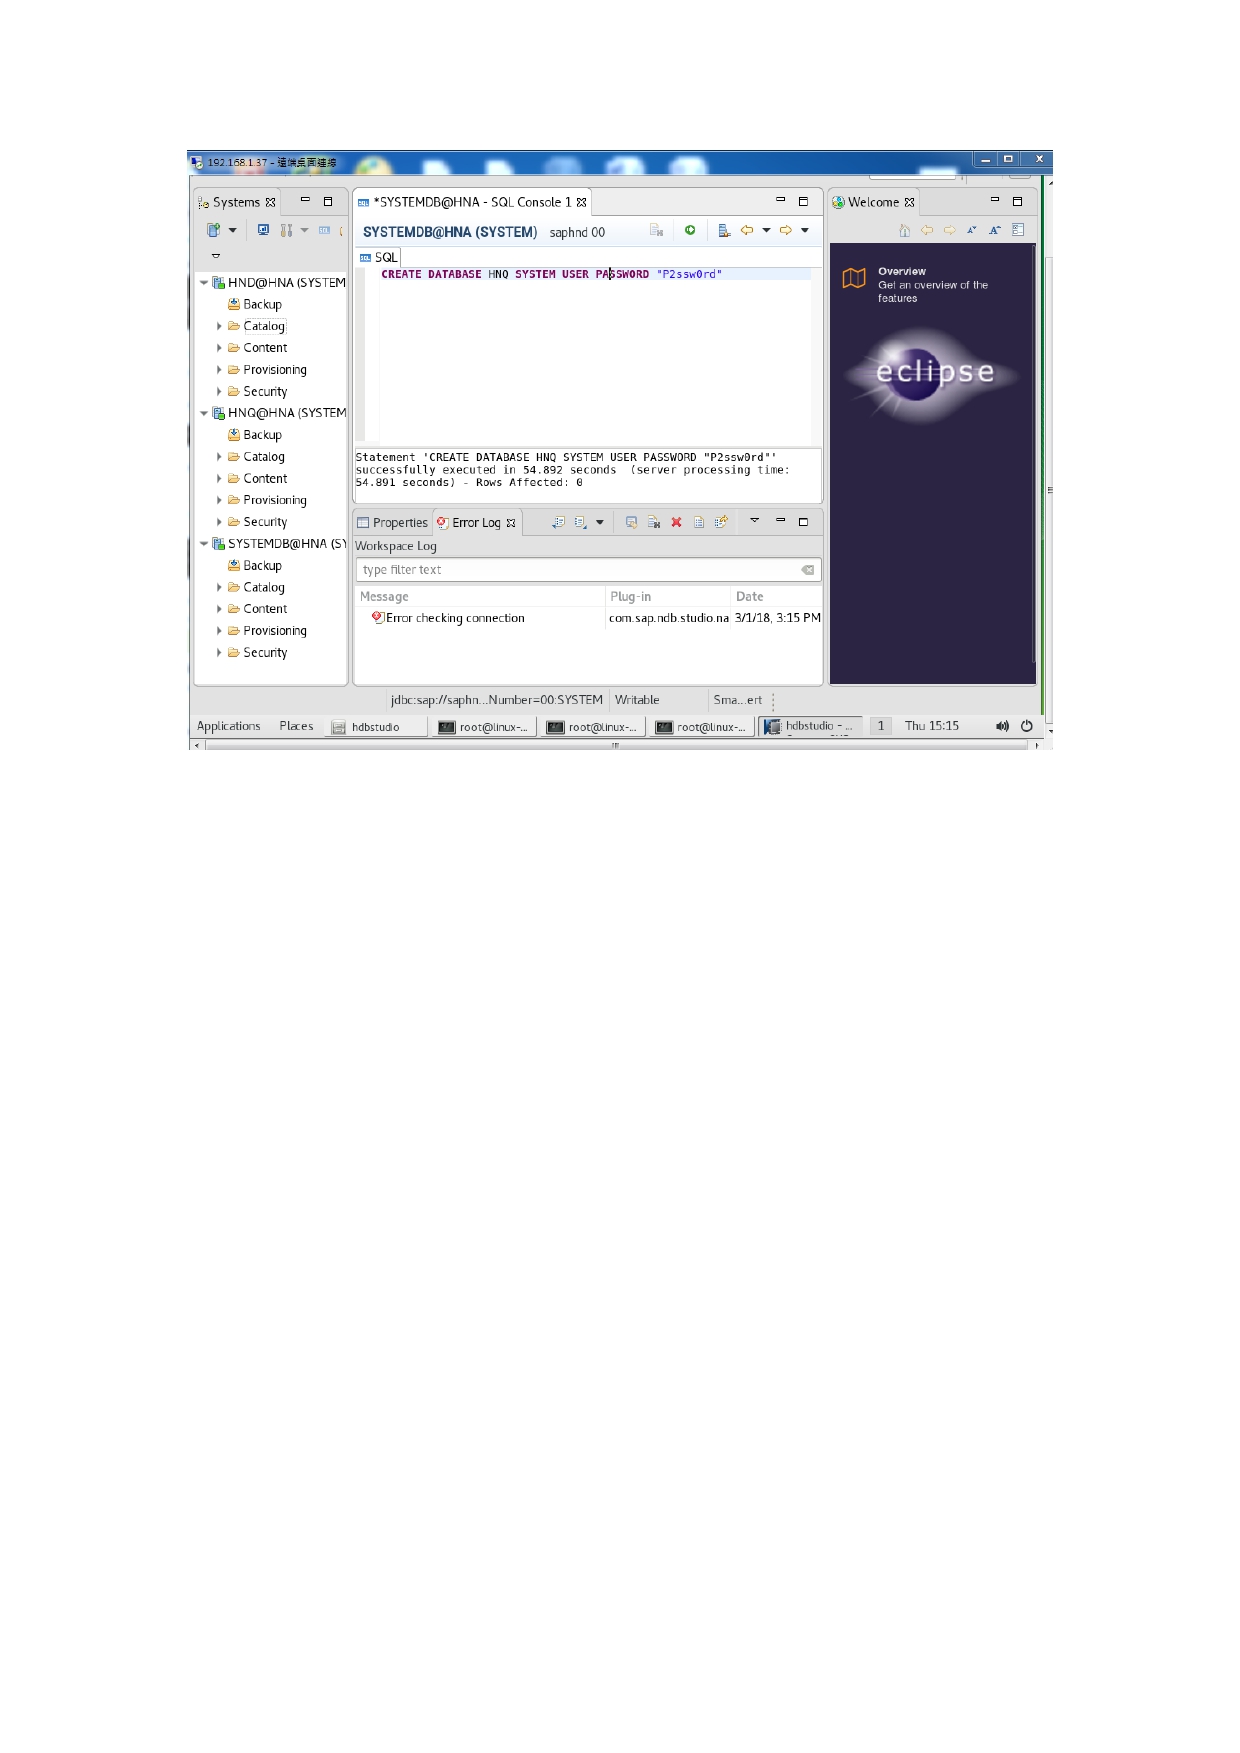 192.168.1.37 - 遠端桌面連線
Systems
HND@HNA (SYSTEM
Backup
Catalog
Content
Provisioning
Security
HNQ@HNA (SYSTEM
Backup
Catalog
Content
Provisioning
Security
SYSTEMDB@HNA (SY
Backup
Catalog
Content
Provisioning
Security
*SYSTEMDB@HNA - SQL Console 1
SYSTEMDB@HNA (SYSTEM) saphnd 00
SQL
CREATE DATABASE HNQ SYSTEM USER PASSWORD "P2ssw0rd"
Statement 'CREATE DATABASE HNQ SYSTEM USER PASSWORD "P2ssw0rd"'
successfully executed in 54.892 seconds (server processing time:
54.891 seconds) - Rows Affected: 0
Properties Error Log
Workspace Log
type filter text
Message Plug-in Date
Error checking connection com.sap.ndb.studio.na 3/1/18, 3:15 PM
Welcome
Overview
Get an overview of the
features
eclipse
jdbc:sap://saphn...Number=00:SYSTEM Writable Sma...ert
Applications Places hdbstudio root@linux-... root@linux-... root@linux-... hdbstudio - ... 1 Thu 15:15